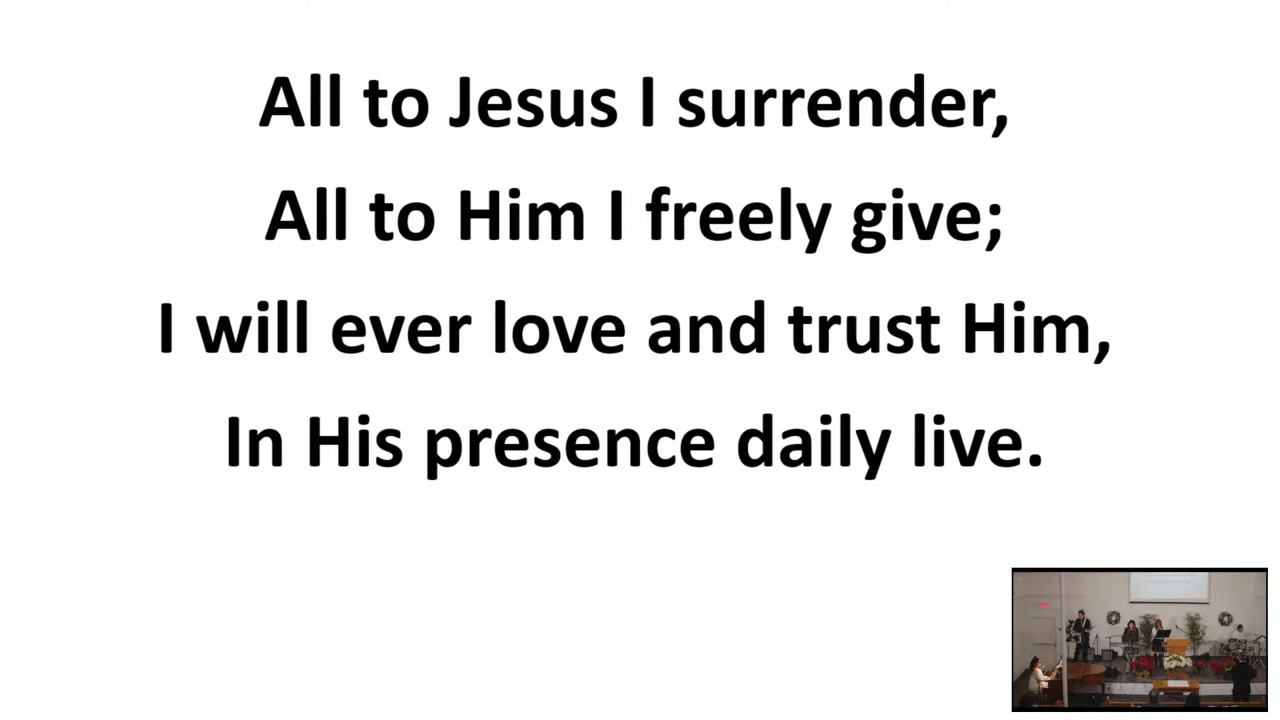 All to Jesus I surrender,
All to Him I freely give;
I will ever love and trust Him,
In His presence daily live.